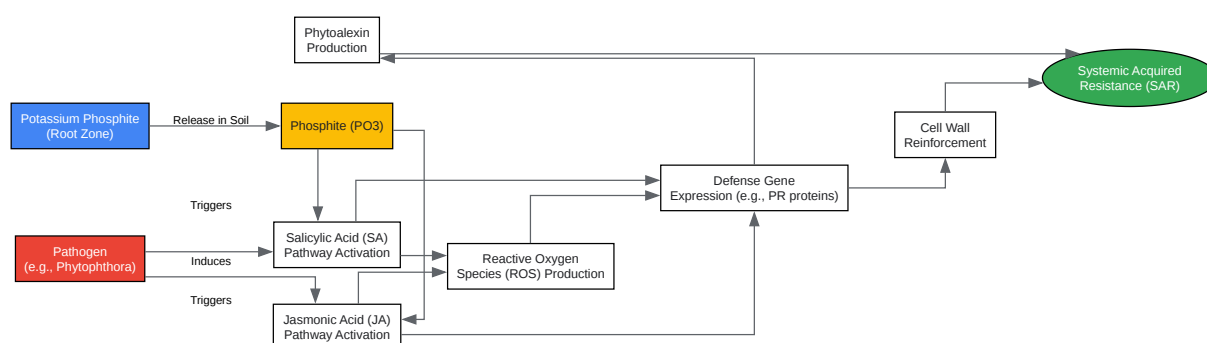 Phytoalexin
Production
Systemic Acquired
Resistance (SAR)
Potassium Phosphite
(Root Zone)
Release in Soil
Phosphite (PO3)
Cell Wall
Reinforcement
Defense Gene
Expression (e.g., PR proteins)
Triggers
Salicylic Acid (SA)
Pathway Activation
Pathogen
(e.g., Phytophthora)
Induces
Reactive Oxygen
Species (ROS) Production
Triggers
Jasmonic Acid (JA)
Pathway Activation